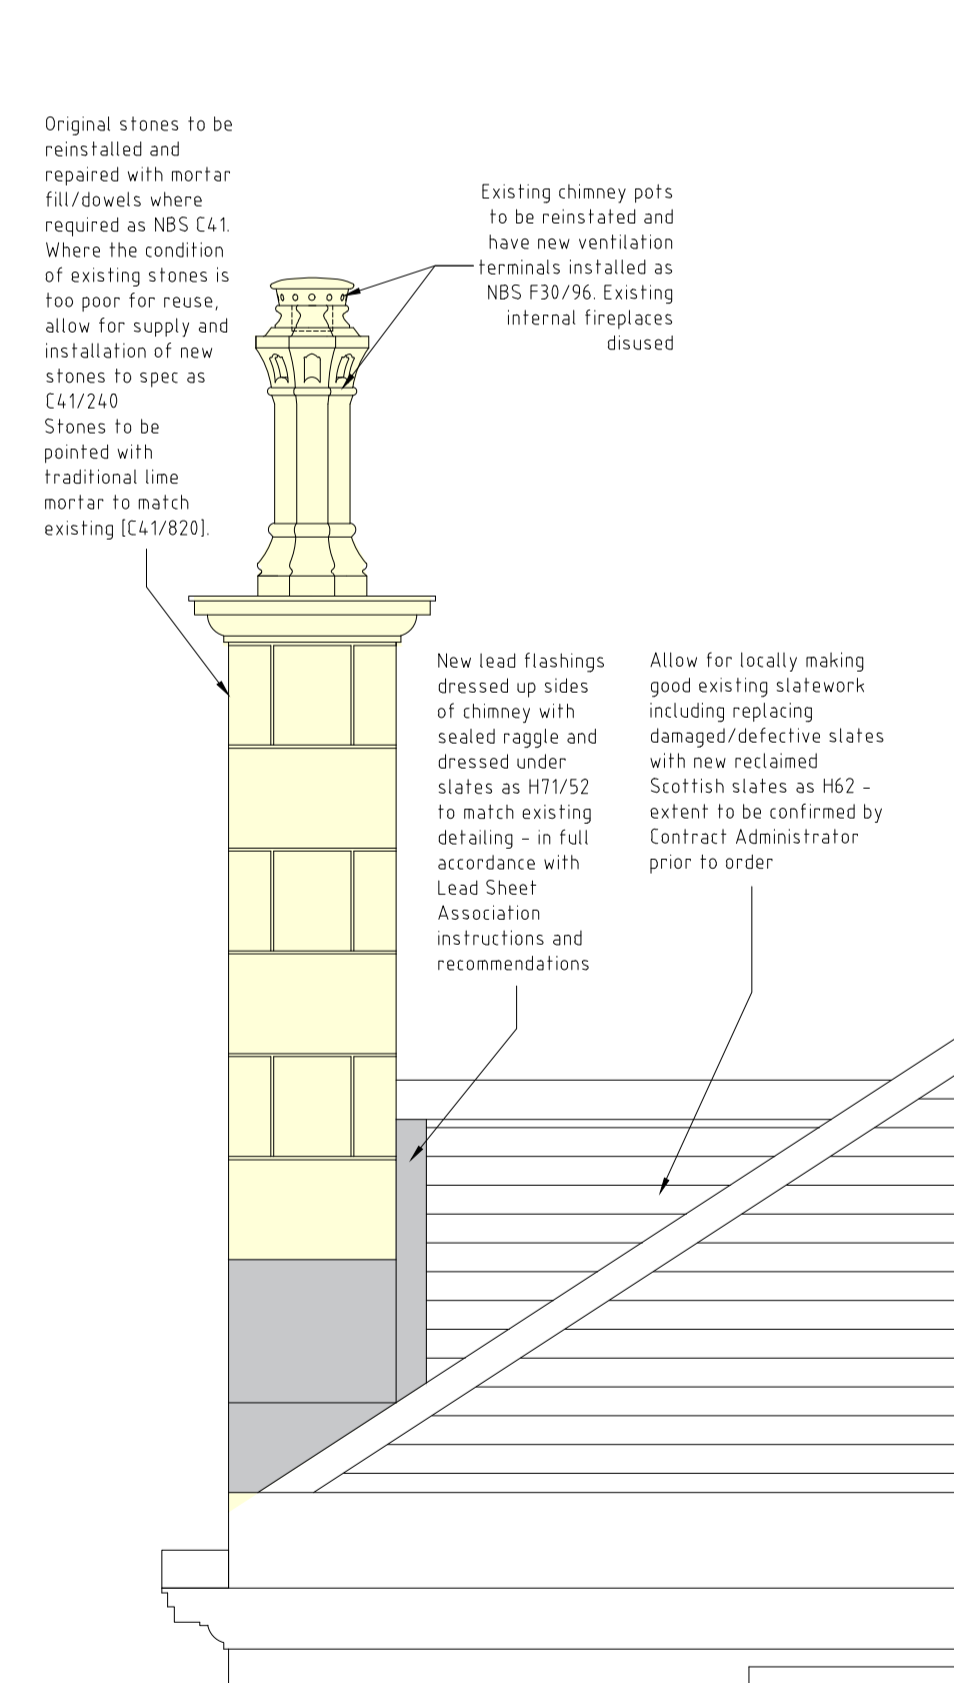 Original stones to be
reinstalled and
repaired with mortar
fill/dowels where
required as NBS C41.
Where the condition
of existing stones is
too poor for reuse,
allow for supply and
installation of new
stones to spec as
C41/240
Stones to be
pointed with
traditional lime
mortar to match
existing [C41/820].
Existing chimney pots
to be reinstated and
have new ventilation
terminals installed as
NBS F30/96. Existing
internal fireplaces
disused
New lead flashings
dressed up sides
of chimney with
sealed raggle and
dressed under
slates as H71/52
to match existing
detailing - in full
accordance with
Lead Sheet
Association
instructions and
recommendations
Allow for locally making
good existing slatework
including replacing
damaged/defective slates
with new reclaimed
Scottish slates as H62 -
extent to be confirmed by
Contract Administrator
prior to order